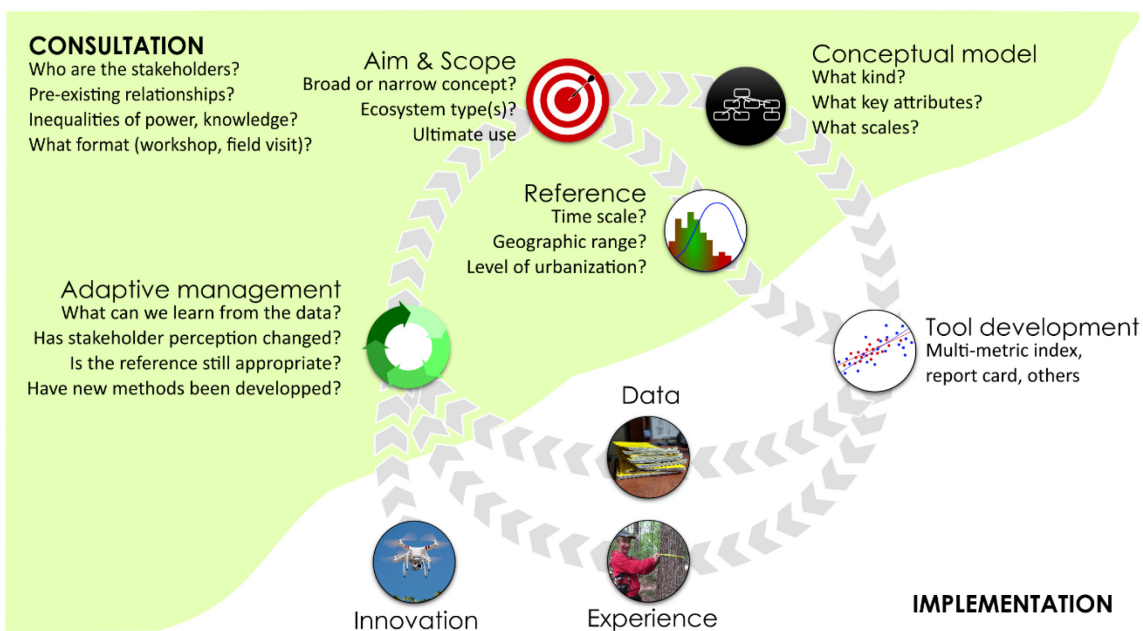 CONSULTATION
Who are the stakeholders?
Pre-existing relationships?
Inequalities of power, knowledge?
What format (workshop, field visit)?
Aim & Scope
Broad or narrow concept?
Ecosystem type(s)?
Ultimate use
Conceptual model
What kind?
What key attributes?
What scales?
Reference
Time scale?
Geographic range?
Level of urbanization?
Adaptive management
What can we learn from the data?
Has stakeholder perception changed?
Is the reference still appropriate?
Have new methods been developped?
Tool development
Multi-metric index,
report card, others
Data
Innovation
Experience
IMPLEMENTATION